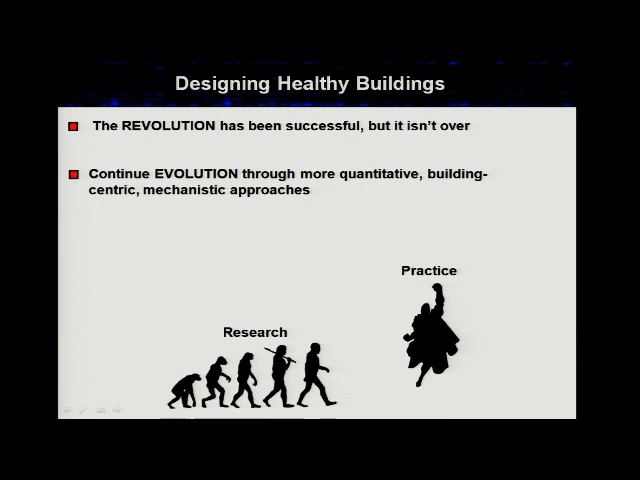 Designing Healthy Buildings
The REVOLUTION has been successful, but it isn't over
Continue EVOLUTION through more quantitative, building-
centric, mechanistic approaches
Practice
Research